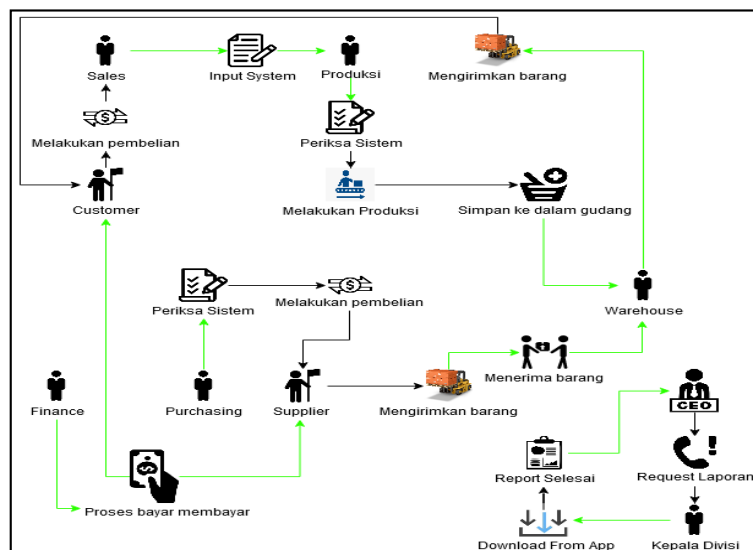 Sales
Input System
Produksi
Mengirimkan barang
Melakukan pembelian
Periksa Sistem
Customer
Melakukan Produksi
Simpan ke dalam gudang
Periksa Sistem
Melakukan pembelian
Warehouse
Menerima barang
Finance
Purchasing
Supplier
Mengirimkan barang
CEO
Report Selesai
Request Laporan
Proses bayar membayar
Download From App
Kepala Divisi